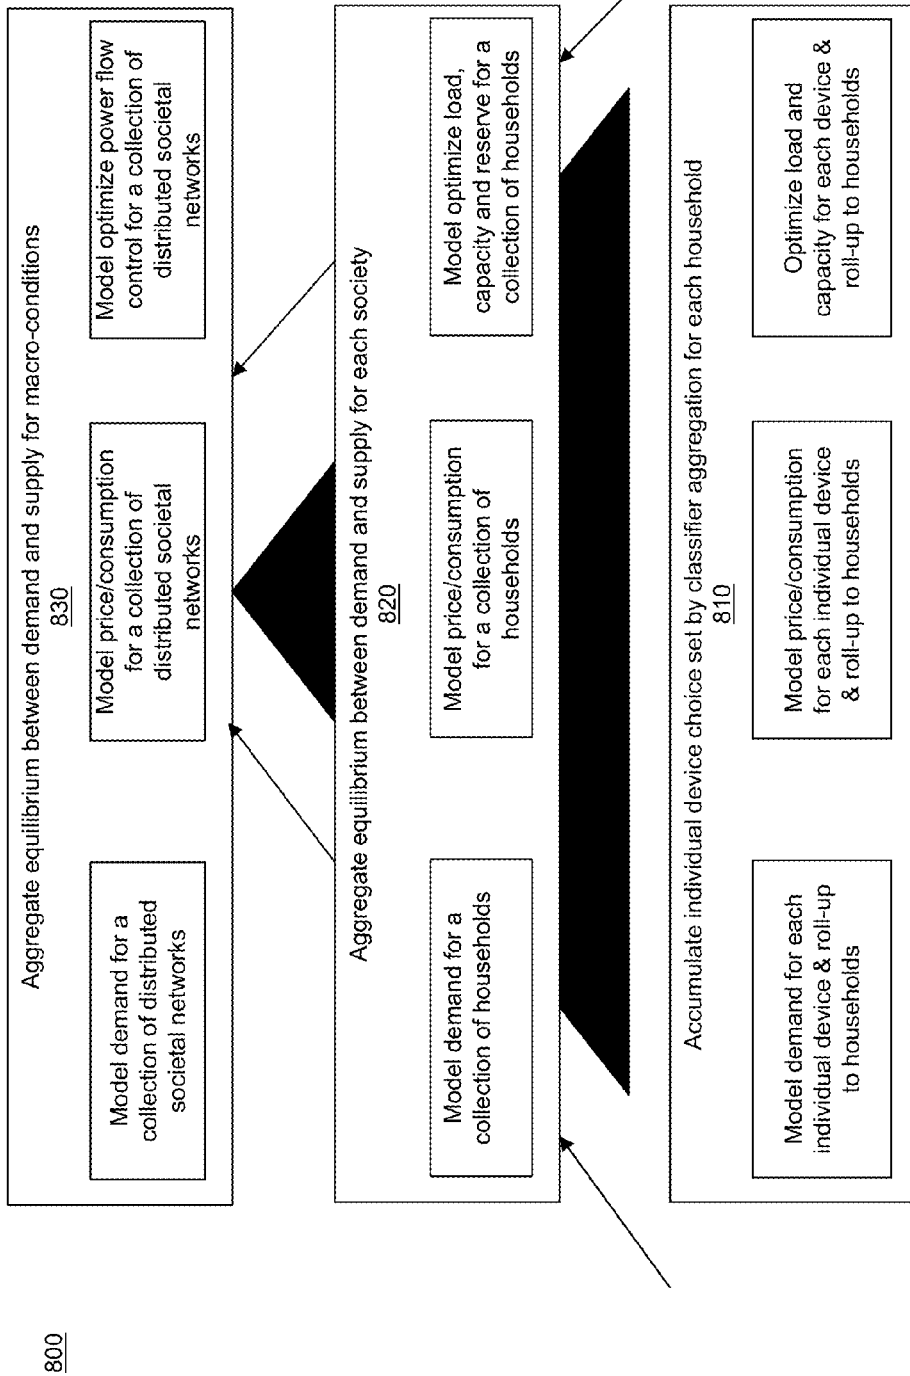 800
Aggregate equilibrium between demand and supply for macro-conditions
830
Model demand for a
collection of distributed
societal networks
Model price/consumption
for a collection of
distributed societal
networks
Model optimize power flow
control for a collection of
distributed societal
networks
Aggregate equilibrium between demand and supply for each society
820
Model demand for a
collection of households
Model price/consumption
for a collection of
households
Model optimize load,
capacity and reserve for a
collection of households
Accumulate individual device choice set by classifier aggregation for each household
810
Model demand for each
individual device & roll-up
to households
Model price/consumption
for each individual device
& roll-up to households
Optimize load and
capacity for each device &
roll-up to households